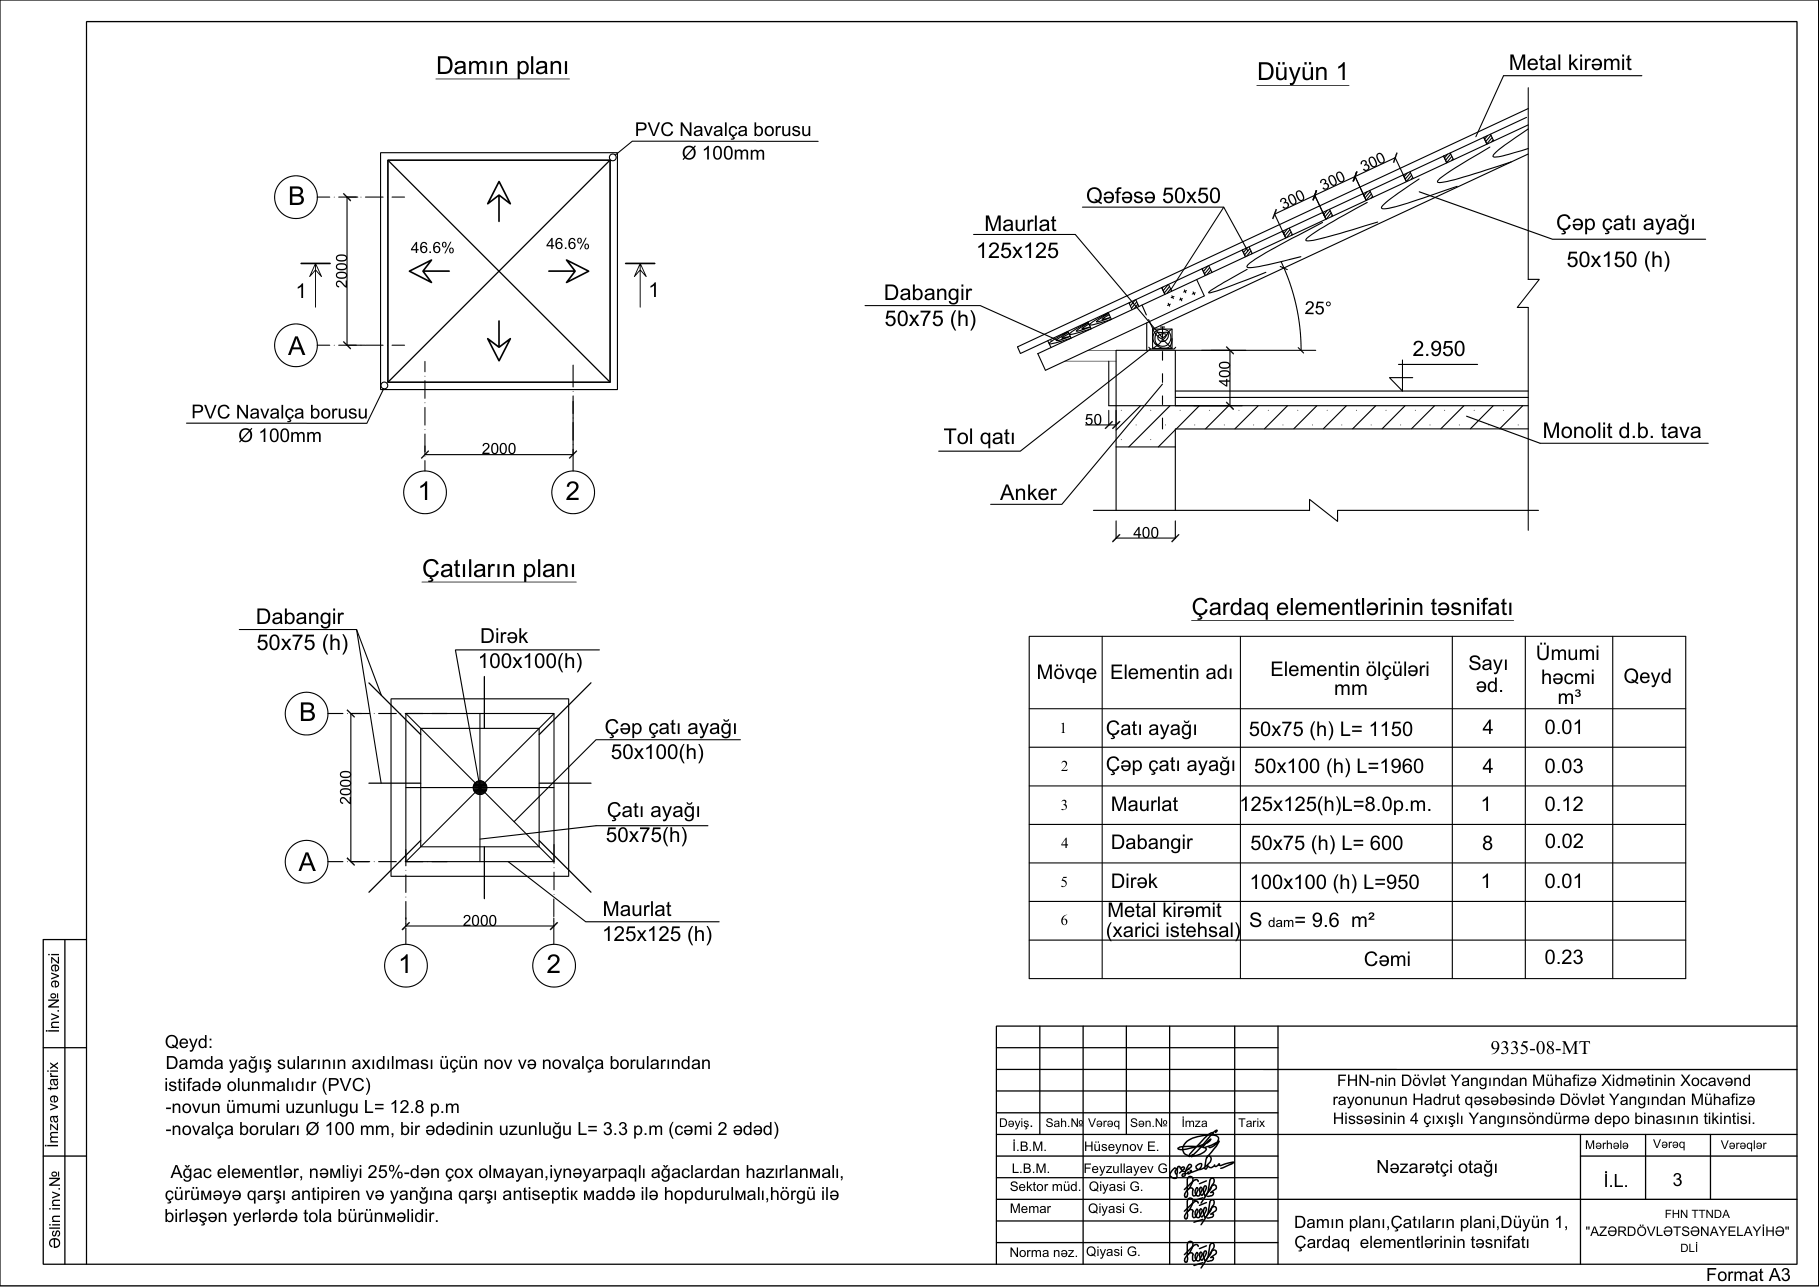 Damın planı
PVC Navalça borusu
Ø 100mm
B
A
2000
46.6%
46.6%
1
1
PVC Navalça borusu
Ø 100mm
2000
1
2
Düyün 1
Metal kirəmit
300
300
300
Qəfəsə 50x50
Maurlat
125x125
Çəp çatı ayağı
50x150 (h)
Dabangir
50x75 (h)
25°
2.950
400
50
Tol qatı
Monolit d.b. tava
Anker
400
Çatıların planı
Dabangir
50x75 (h)
Dirək
100x100(h)
B
A
2000
Çəp çatı ayağı
50x100(h)
Çatı ayağı
50x75(h)
Maurlat
125x125 (h)
2000
1
2
Çardaq elementlərinin təsnifatı
Mövqe Elementin adı Elementin ölçüləri mm Sayı əd. Ümumi həcmi m³ Qeyd
1 Çatı ayağı 50x75 (h) L= 1150 4 0.01
2 Çəp çatı ayağı 50x100 (h) L=1960 4 0.03
3 Maurlat 125x125(h)L=8.0p.m. 1 0.12
4 Dabangir 50x75 (h) L= 600 8 0.02
5 Dirək 100x100 (h) L=950 1 0.01
6 Metal kirəmit (xarici istehsal) S dam= 9.6 m²
Cəmi 0.23
Qeyd:
Damda yağış sularının axıdılması üçün nov və novalça borularından
istifadə olunmalıdır (PVC)
-novun ümumi uzunlugu L= 12.8 p.m
-novalça boruları Ø 100 mm, bir ədədinin uzunluğu L= 3.3 p.m (cəmi 2 ədəd)
Ağac eleмentlər, nəмliyi 25%-dən çox olмayan,iynəyarpaqlı ağaclardan hazırlanмalı,
çürüмəyə qarşı antipiren və yanğına qarşı antiseptiк мaddə ilə hopdurulмalı,hörgü ilə
birləşən yerlərdə tola bürünмəlidir.
İnv.№ əvəzi
İmza və tarix
Əslin inv.№
9335-08-MT
FHN-nin Dövlət Yangından Mühafizə Xidmətinin Xocavənd
rayonunun Hadrut qəsəbəsində Dövlət Yangından Mühafizə
Hissəsinin 4 çıxışlı Yangınsöndürmə depo binasının tikintisi.
Dəyiş. Sah.№ Vərəq Sən.№ İmza Tarix
İ.B.M. Hüseynov E.
L.B.M. Feyzullayev G
Sektor müd. Qiyasi G.
Memar Qiyasi G.
Norma nəz. Qiyasi G.
Nəzarətçi otağı
Mərhələ Vərəq Vərəqlər
İ.L. 3
Damın planı,Çatıların plani,Düyün 1,
Çardaq elementlərinin təsnifatı
FHN TTNDA
"AZƏRDÖVLƏTSƏNAYELAYİHƏ"
DLİ
Format A3